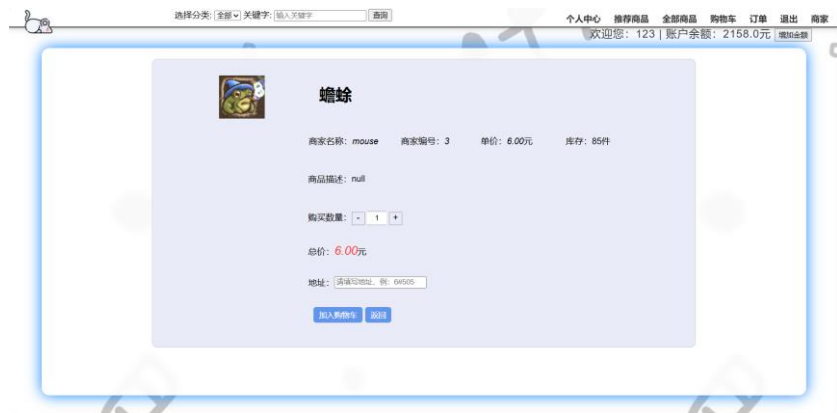 选择分类: 全部 关键字: 输入关键字 查询
个人中心 推荐商品 全部商品 购物车 订单 退出 商家
欢迎您：123 | 账户余额：2158.0元 增加余额
蟾蜍
商家名称：mouse 商家编号：3 单价：6.00元 库存：85件
商品描述：null
购买数量： - 1 +
总价：6.00元
地址： 请填写地址，例：6#505
加入购物车 返回